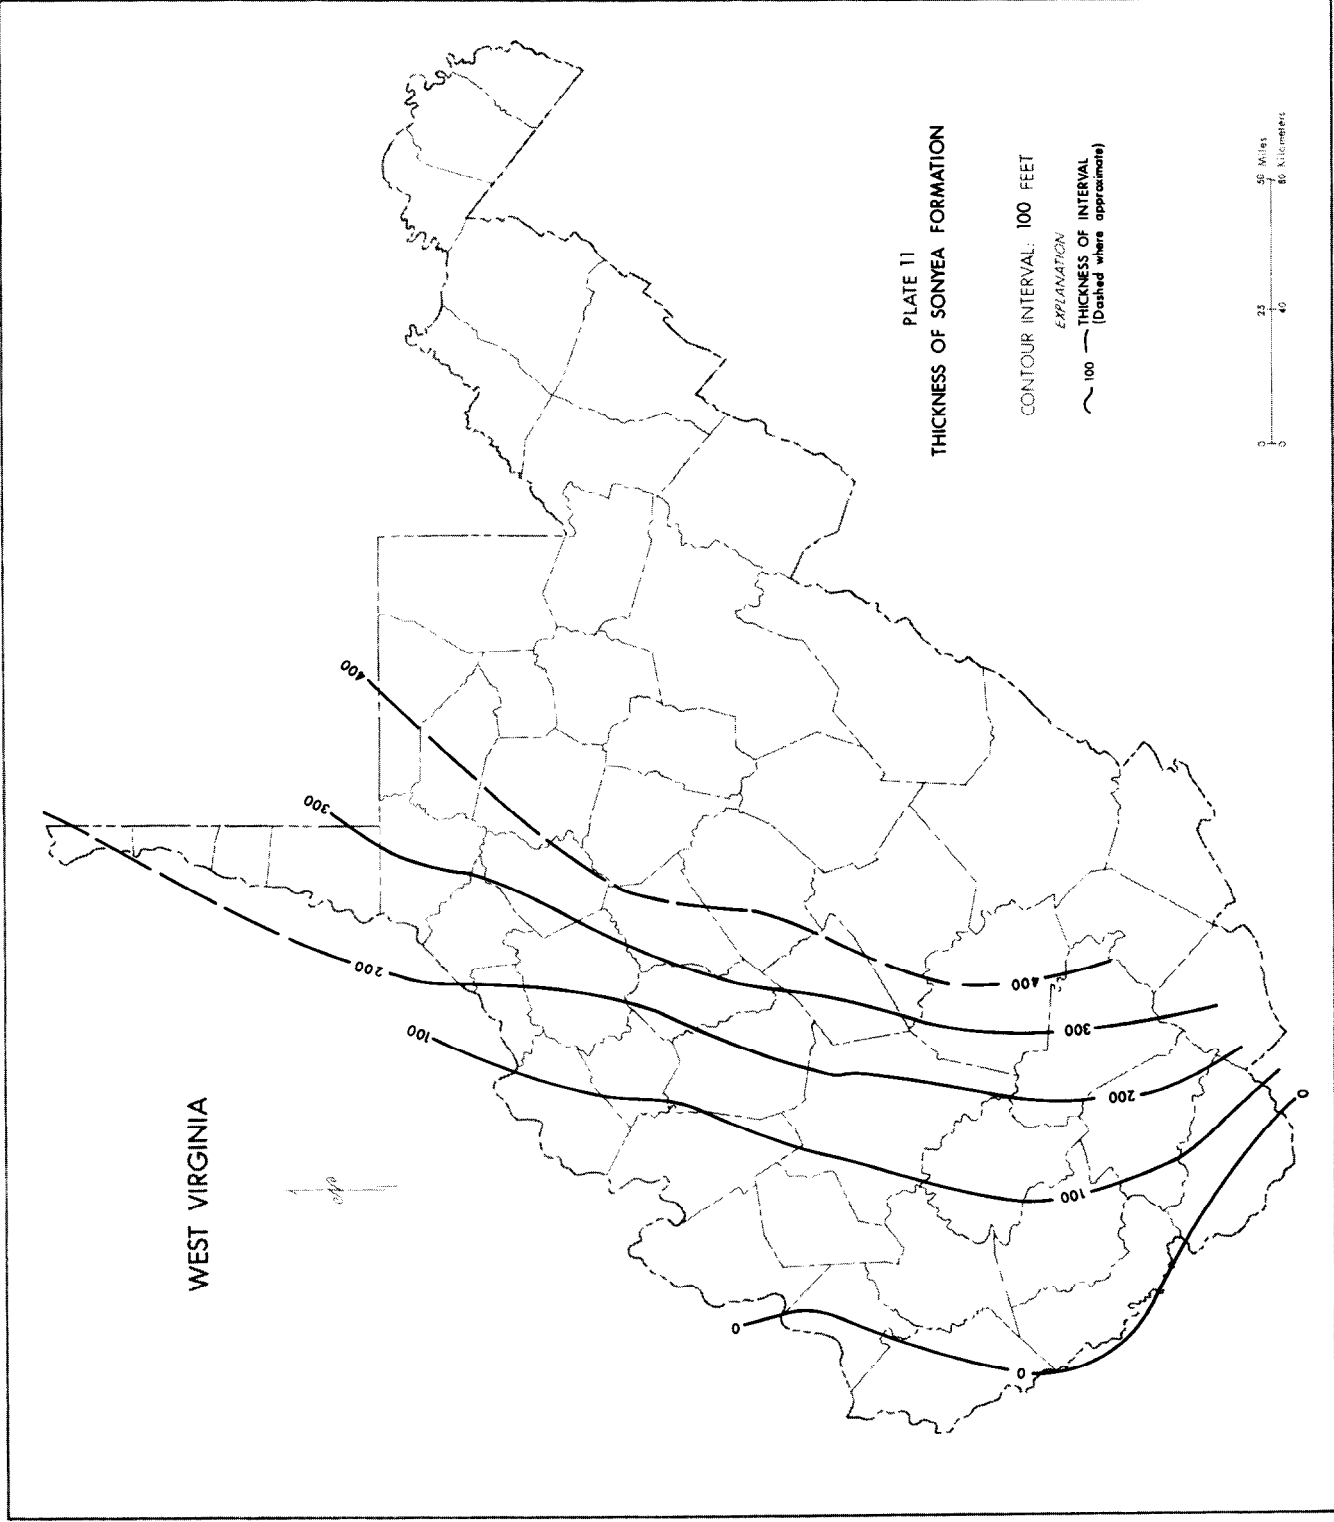 WEST VIRGINIA
N
PLATE 11
THICKNESS OF SONYEA FORMATION
CONTOUR INTERVAL: 100 FEET
EXPLANATION
100 THICKNESS OF INTERVAL
(Dashed where approximate)
0 25 50 Miles
0 40 80 Kilometers
400
300
200
100
0
0
100
200
300
400
0